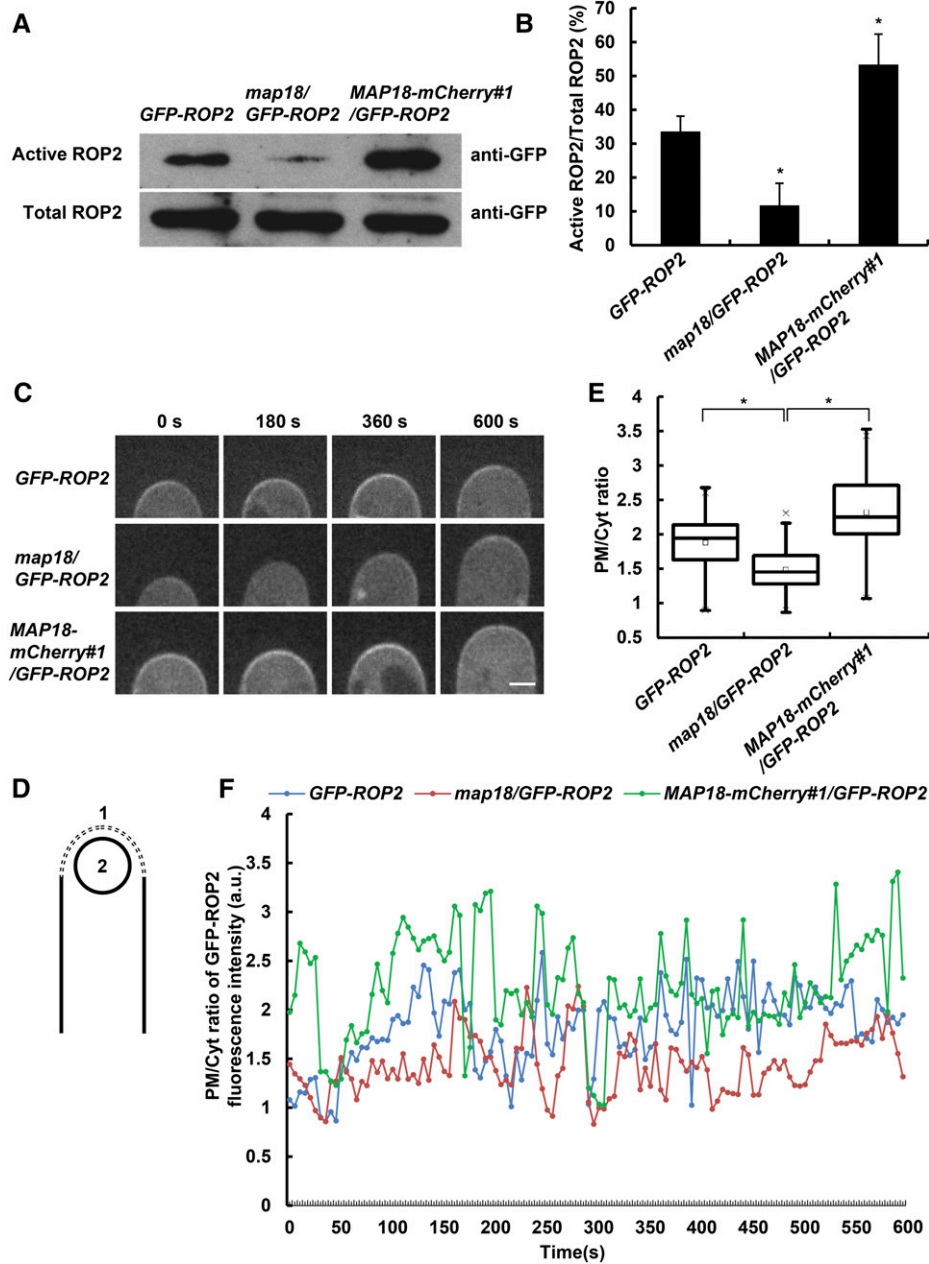 A
GFP-ROP2
map18/
GFP-ROP2
MAP18-mCherry#1
/GFP-ROP2
Active ROP2
anti-GFP
Total ROP2
anti-GFP
B
Active ROP2/Total ROP2 (%)
70
60
50
40
30
20
10
0
*
*
GFP-ROP2
map18/GFP-ROP2
MAP18-mCherry#1
/GFP-ROP2
C
0 s
180 s
360 s
600 s
GFP-ROP2
map18/
GFP-ROP2
MAP18-
mCherry#1
/GFP-ROP2
E
PM/Cyt ratio
4
3.5
3
2.5
2
1.5
1
0.5
*
*
GFP-ROP2
map18/GFP-ROP2
MAP18-mCherry#1
/GFP-ROP2
D
1
2
F
GFP-ROP2
map18/GFP-ROP2
MAP18-mCherry#1/GFP-ROP2
PM/Cyt ratio of GFP-ROP2
fluorescence intensity (a.u.)
4
3.5
3
2.5
2
1.5
1
0.5
0
0 50 100 150 200 250 300 350 400 450 500 550 600
Time(s)